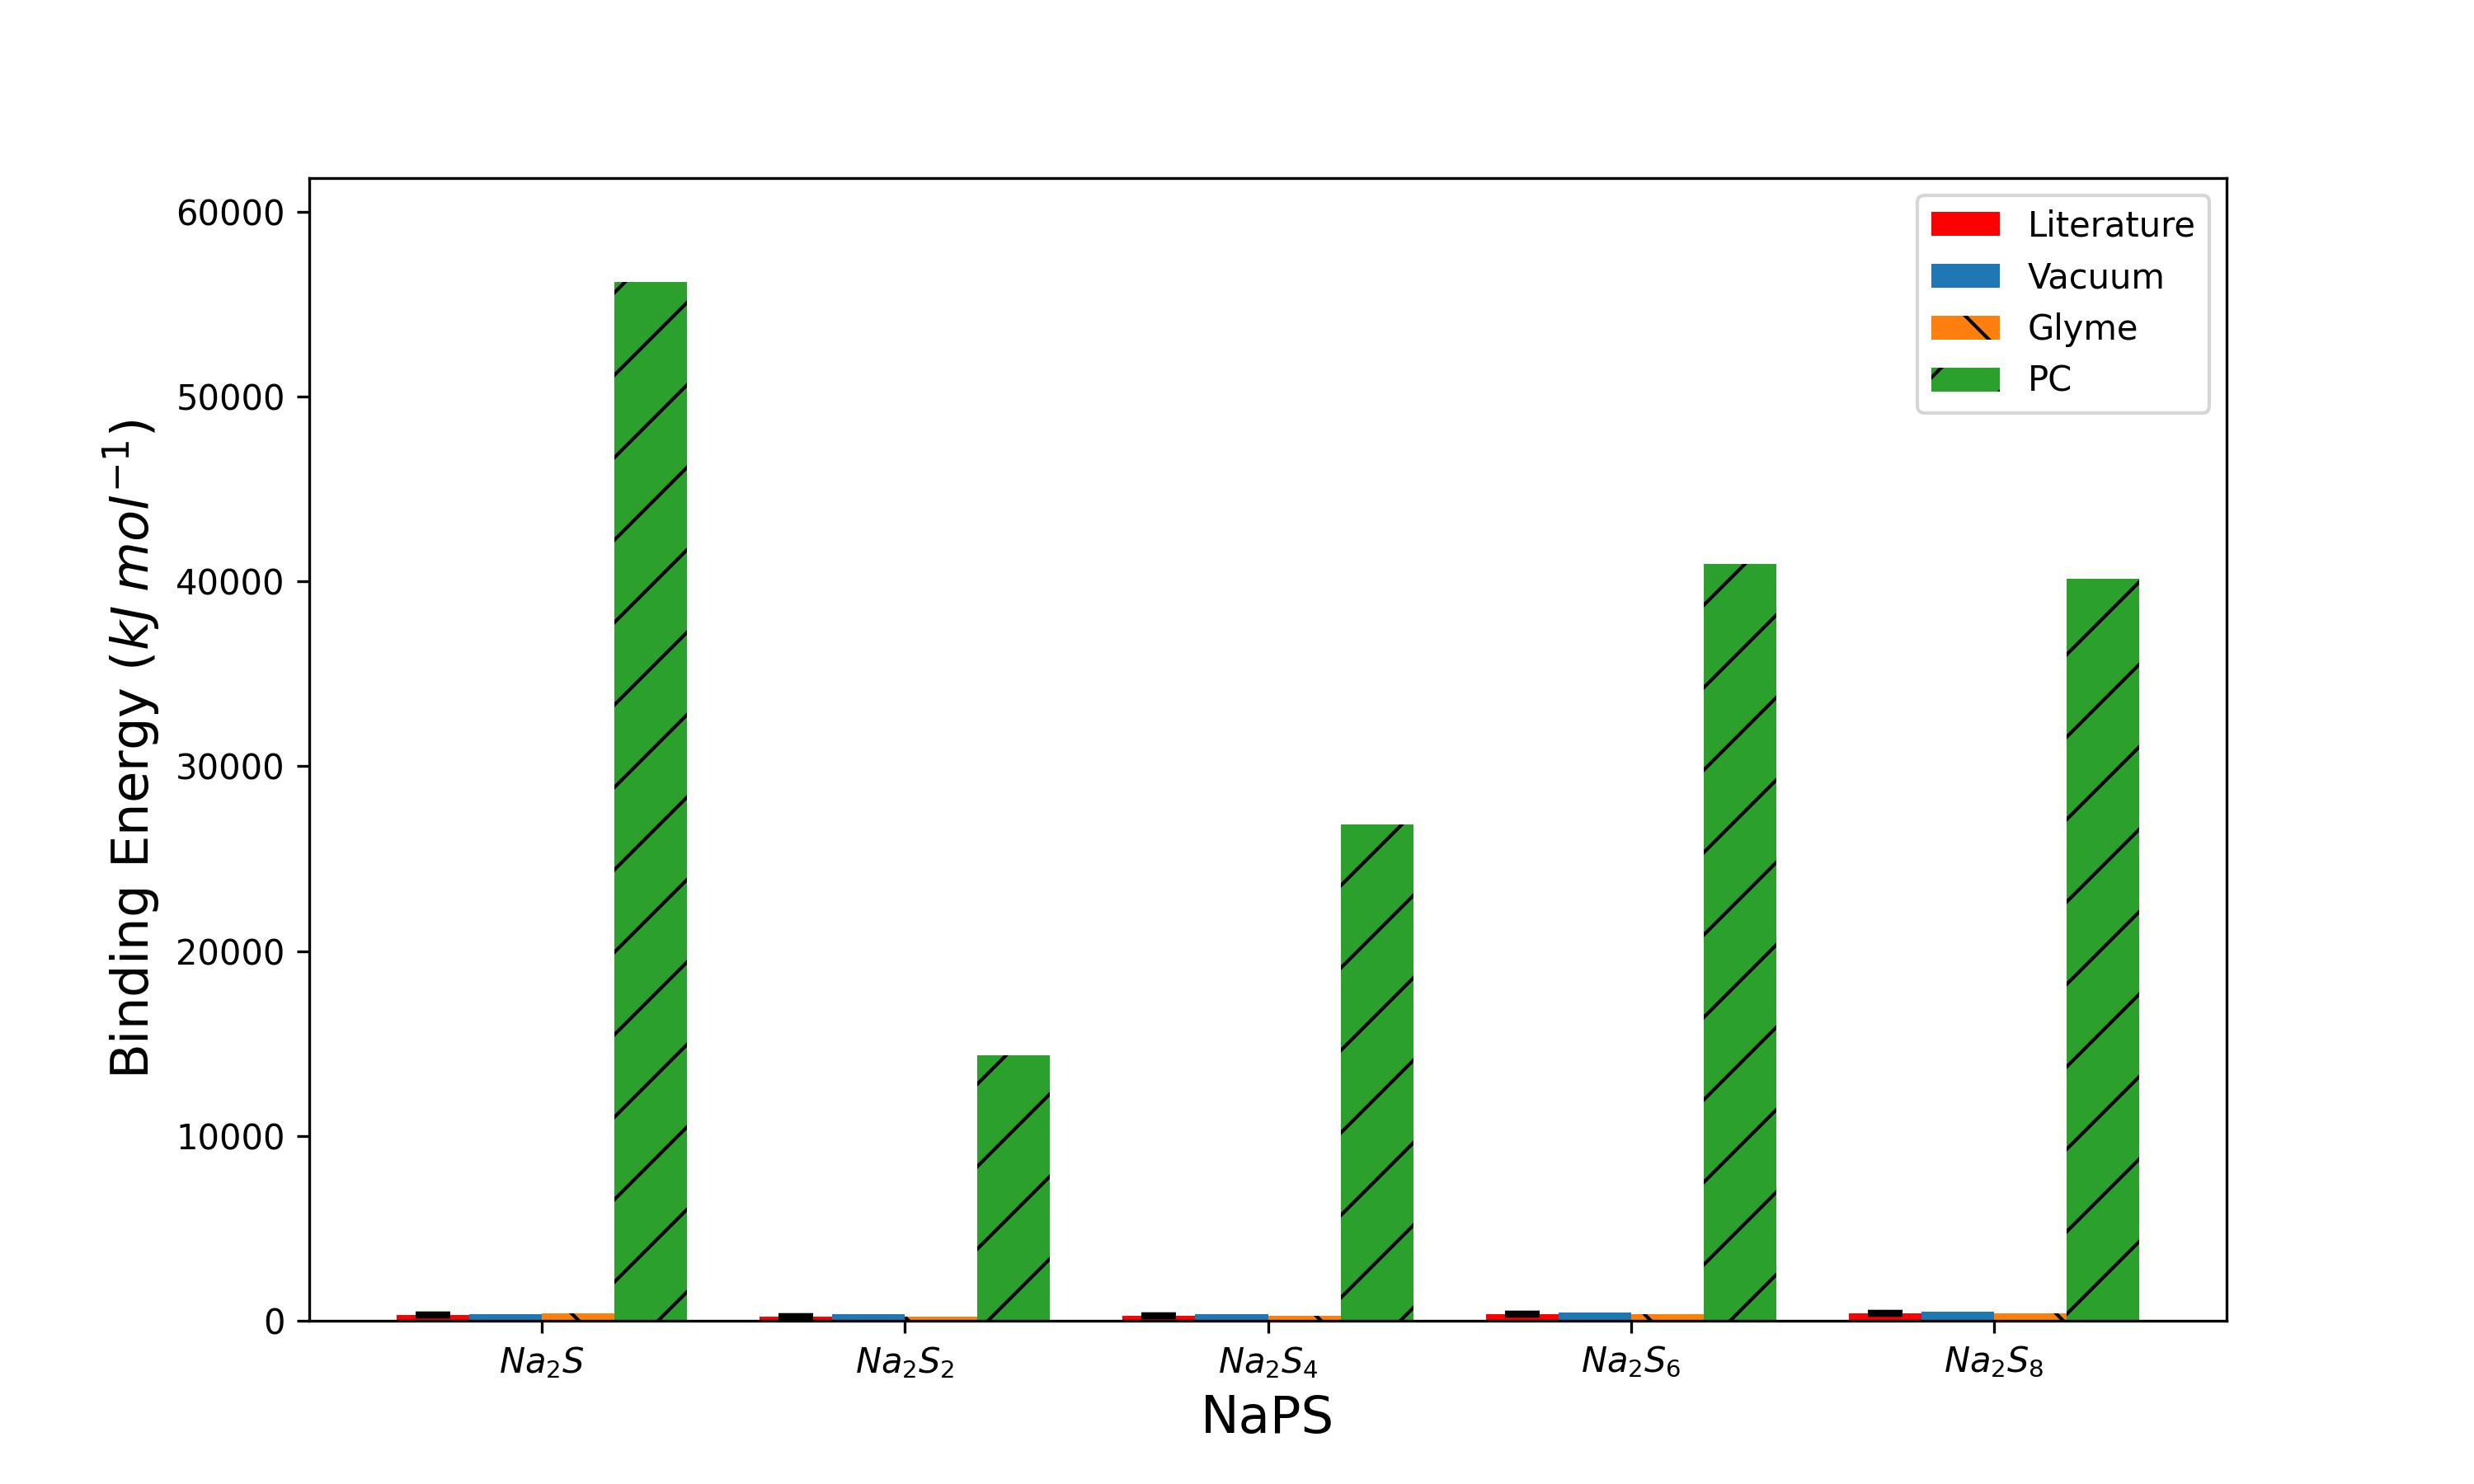 60000
50000
40000
30000
20000
10000
0
Binding Energy (kJ mol⁻¹)
Literature
Vacuum
Glyme
PC
Na₂S
Na₂S₂
Na₂S₄
Na₂S₆
Na₂S₈
NaPS